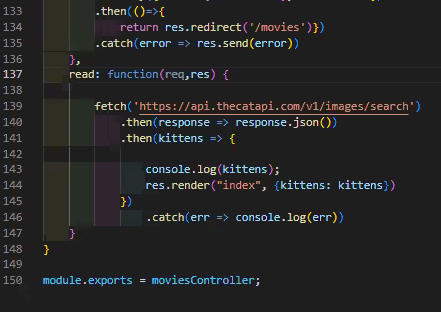 133 .then(()=>{
134 return res.redirect('/movies')})
135 .catch(error => res.send(error))
136 },
137 read: function(req,res) {
138
139 fetch('https://api.thecatapi.com/v1/images/search')
140 .then(response => response.json())
141 .then(kittens => {
142
143 console.log(kittens);
144 res.render("index", {kittens: kittens})
145 })
146 .catch(err => console.log(err))
147 }
148 }
149
150 module.exports = moviesController;